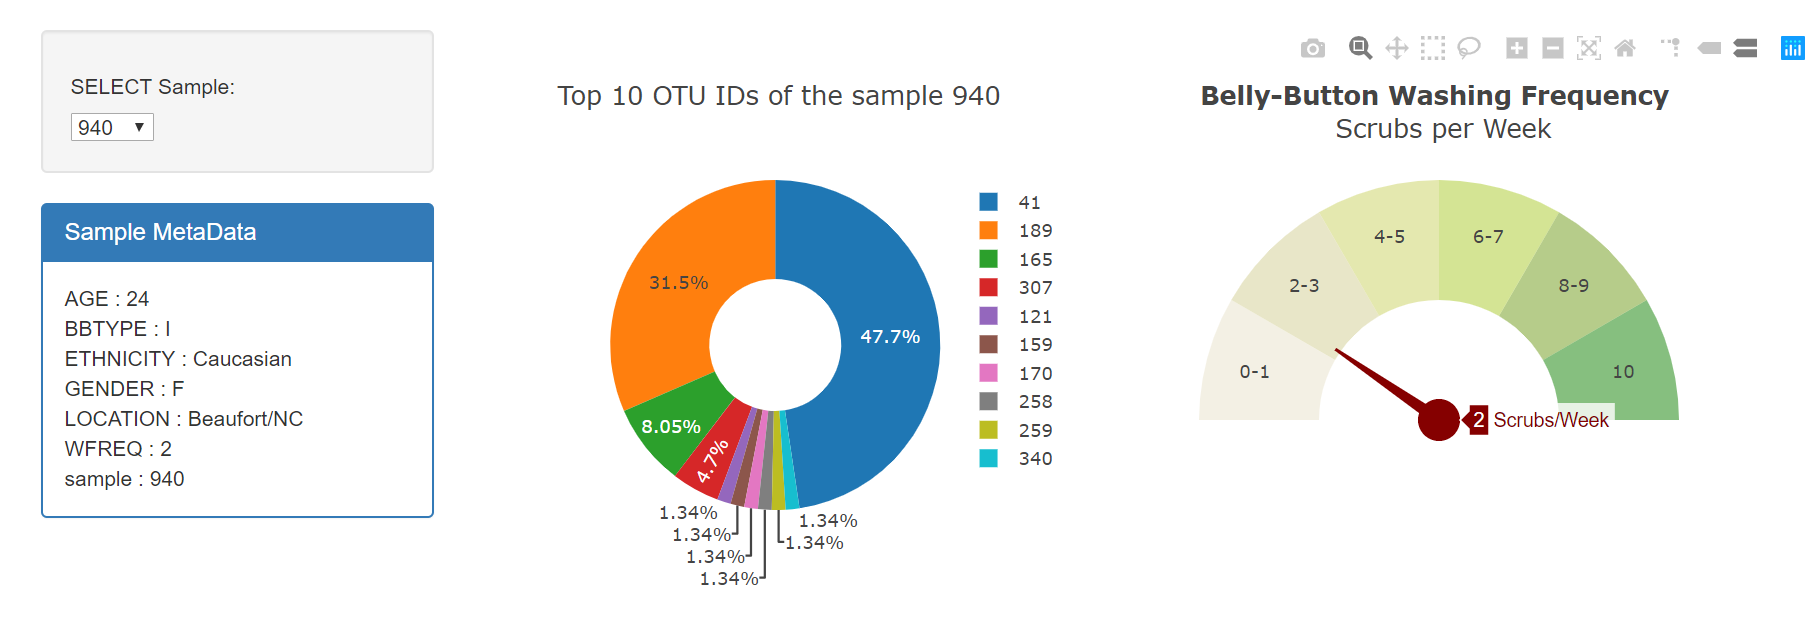 SELECT Sample:
940
Sample MetaData
AGE : 24
BBTYPE : I
ETHNICITY : Caucasian
GENDER : F
LOCATION : Beaufort/NC
WFREQ : 2
sample : 940
Top 10 OTU IDs of the sample 940
31.5%
47.7%
8.05%
4.7%
1.34%
1.34%
1.34%
1.34%
1.34%
1.34%
41
189
165
307
121
159
170
258
259
340
Belly-Button Washing Frequency
Scrubs per Week
0-1
2-3
4-5
6-7
8-9
10
2 Scrubs/Week